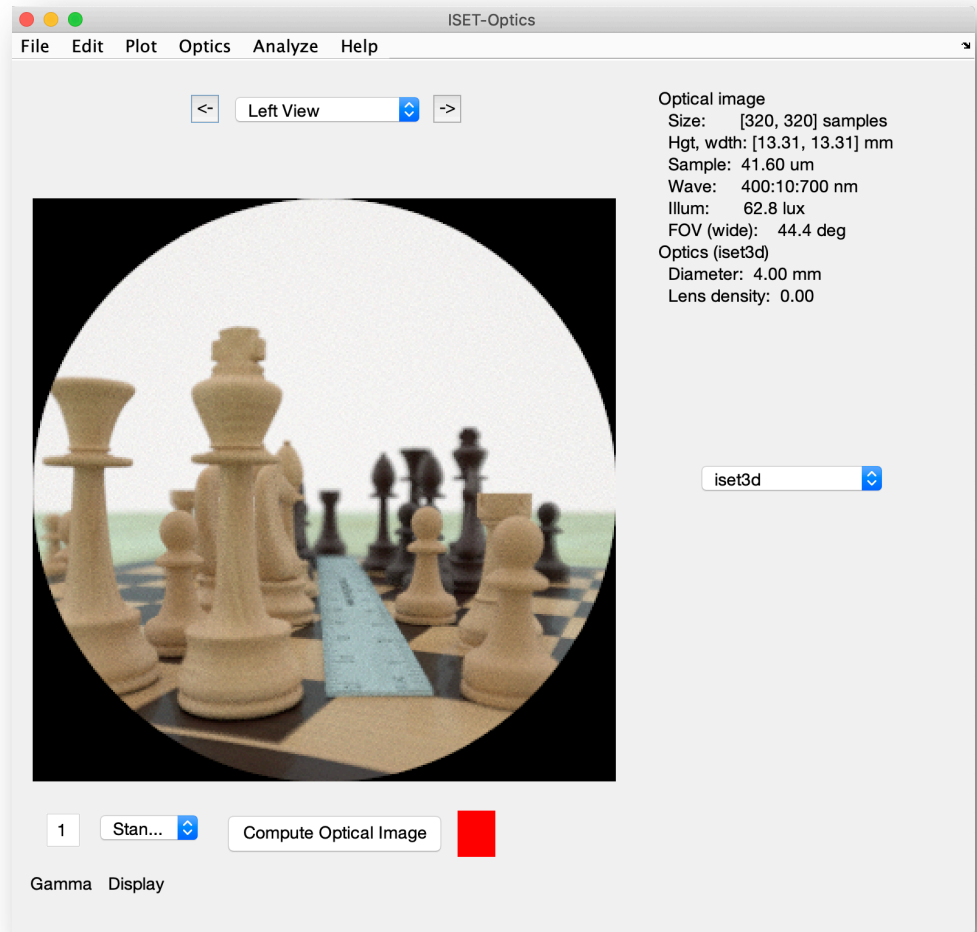 ISET-Optics
File Edit Plot Optics Analyze Help
<- Left View ->
Optical image
Size: [320, 320] samples
Hgt, wdth: [13.31, 13.31] mm
Sample: 41.60 um
Wave: 400:10:700 nm
Illum: 62.8 lux
FOV (wide): 44.4 deg
Optics (iset3d)
Diameter: 4.00 mm
Lens density: 0.00
iset3d
1 Stan... Compute Optical Image
Gamma Display